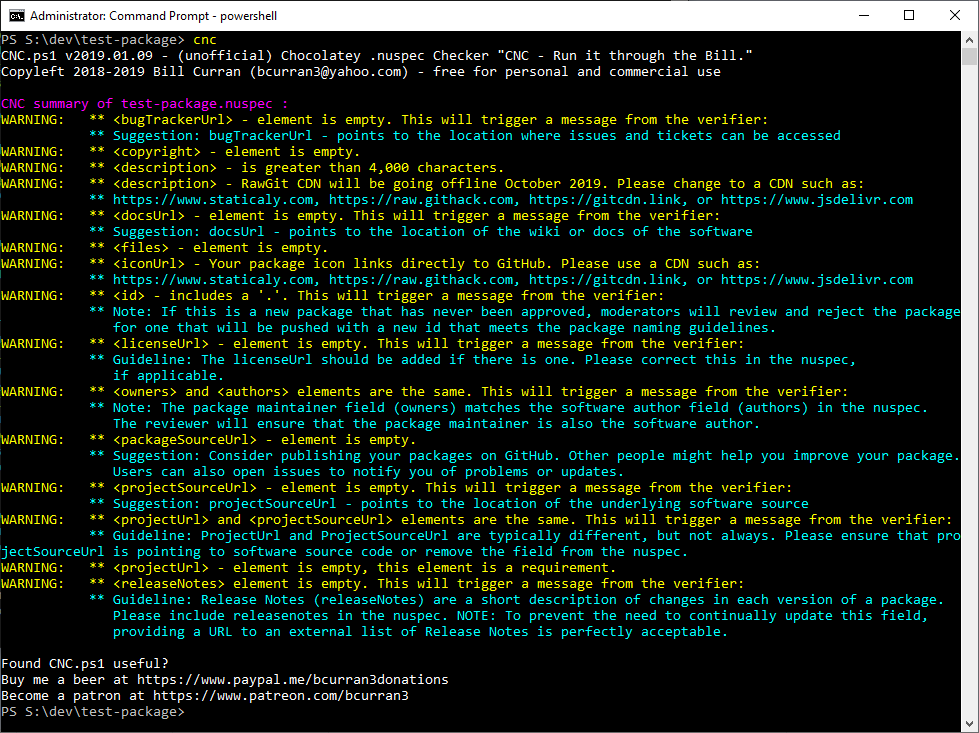 Administrator: Command Prompt - powershell
PS S:\dev\test-package> cnc
CNC.ps1 v2019.01.09 - (unofficial) Chocolatey .nuspec Checker "CNC - Run it through the Bill."
Copyleft 2018-2019 Bill Curran (bcurran3@yahoo.com) - free for personal and commercial use
CNC summary of test-package.nuspec :
WARNING:   ** <bugTrackerUrl> - element is empty. This will trigger a message from the verifier:
           ** Suggestion: bugTrackerUrl - points to the location where issues and tickets can be accessed
WARNING:   ** <copyright> - element is empty.
WARNING:   ** <description> - is greater than 4,000 characters.
WARNING:   ** <description> - RawGit CDN will be going offline October 2019. Please change to a CDN such as:
           ** https://www.staticaly.com, https://raw.githack.com, https://gitcdn.link, or https://www.jsdelivr.com
WARNING:   ** <docsUrl> - element is empty. This will trigger a message from the verifier:
           ** Suggestion: docsUrl - points to the location of the wiki or docs of the software
WARNING:   ** <files> - element is empty.
WARNING:   ** <iconUrl> - Your package icon links directly to GitHub. Please use a CDN such as:
           ** https://www.staticaly.com, https://raw.githack.com, https://gitcdn.link, or https://www.jsdelivr.com
WARNING:   ** <id> - includes a '.'. This will trigger a message from the verifier:
           ** Note: If this is a new package that has never been approved, moderators will review and reject the package
              for one that will be pushed with a new id that meets the package naming guidelines.
WARNING:   ** <licenseUrl> - element is empty. This will trigger a message from the verifier:
           ** Guideline: The licenseUrl should be added if there is one. Please correct this in the nuspec,
              if applicable.
WARNING:   ** <owners> and <authors> elements are the same. This will trigger a message from the verifier:
           ** Note: The package maintainer field (owners) matches the software author field (authors) in the nuspec.
              The reviewer will ensure that the package maintainer is also the software author.
WARNING:   ** <packageSourceUrl> - element is empty.
           ** Suggestion: Consider publishing your packages on GitHub. Other people might help you improve your package.
              Users can also open issues to notify you of problems or updates.
WARNING:   ** <projectSourceUrl> - element is empty. This will trigger a message from the verifier:
           ** Suggestion: projectSourceUrl - points to the location of the underlying software source
WARNING:   ** <projectUrl> and <projectSourceUrl> elements are the same. This will trigger a message from the verifier:
           ** Guideline: ProjectUrl and ProjectSourceUrl are typically different, but not always. Please ensure that pro
jectSourceUrl is pointing to software source code or remove the field from the nuspec.
WARNING:   ** <projectUrl> - element is empty, this element is a requirement.
WARNING:   ** <releaseNotes> element is empty. This will trigger a message from the verifier:
           ** Guideline: Release Notes (releaseNotes) are a short description of changes in each version of a package.
              Please include releasenotes in the nuspec. NOTE: To prevent the need to continually update this field,
              providing a URL to an external list of Release Notes is perfectly acceptable.
Found CNC.ps1 useful?
Buy me a beer at https://www.paypal.me/bcurran3donations
Become a patron at https://www.patreon.com/bcurran3
PS S:\dev\test-package>